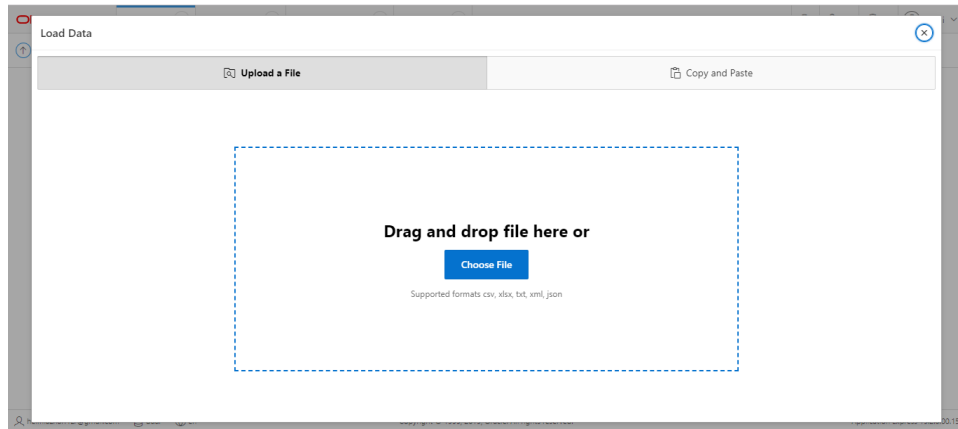 Load Data
Upload a File
Copy and Paste
Drag and drop file here or
Choose File
Supported formats csv, xlsx, txt, xml, json